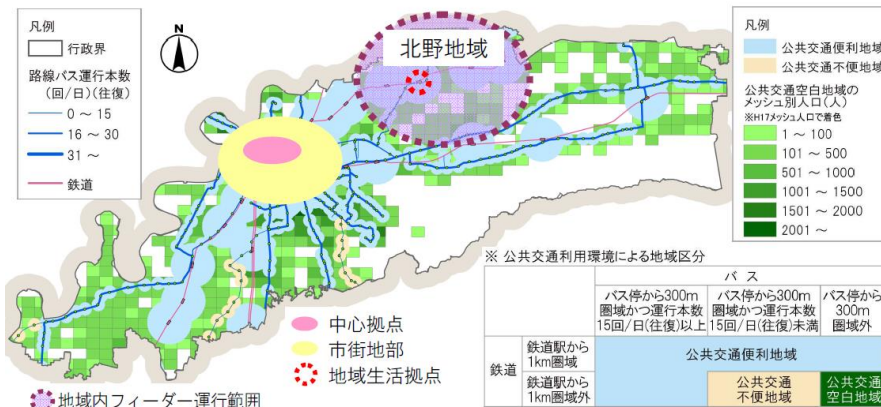 凡例
行政界
路線バス運行本数
(回/日)(往復)
0 ～ 15
16 ～ 30
31 ～
鉄道
N
北野地域
凡例
公共交通便利地域
公共交通不便地域
公共交通空白地域の
メッシュ別人口(人)
※H17メッシュ人口で着色
1 ～ 100
101 ～ 500
501 ～ 1000
1001 ～ 1500
1501 ～ 2000
2001 ～
中心拠点
市街地部
地域生活拠点
地域内フィーダー運行範囲
※ 公共交通利用環境による地域区分
バス
バス停から300m
圏域かつ運行本数
15回/日(往復)以上
バス停から300m
圏域かつ運行本数
15回/日(往復)未満
バス停から
300m
圏域外
鉄道
鉄道駅から
1km圏域
公共交通便利地域
鉄道駅から
1km圏域外
公共交通
不便地域
公共交通
空白地域